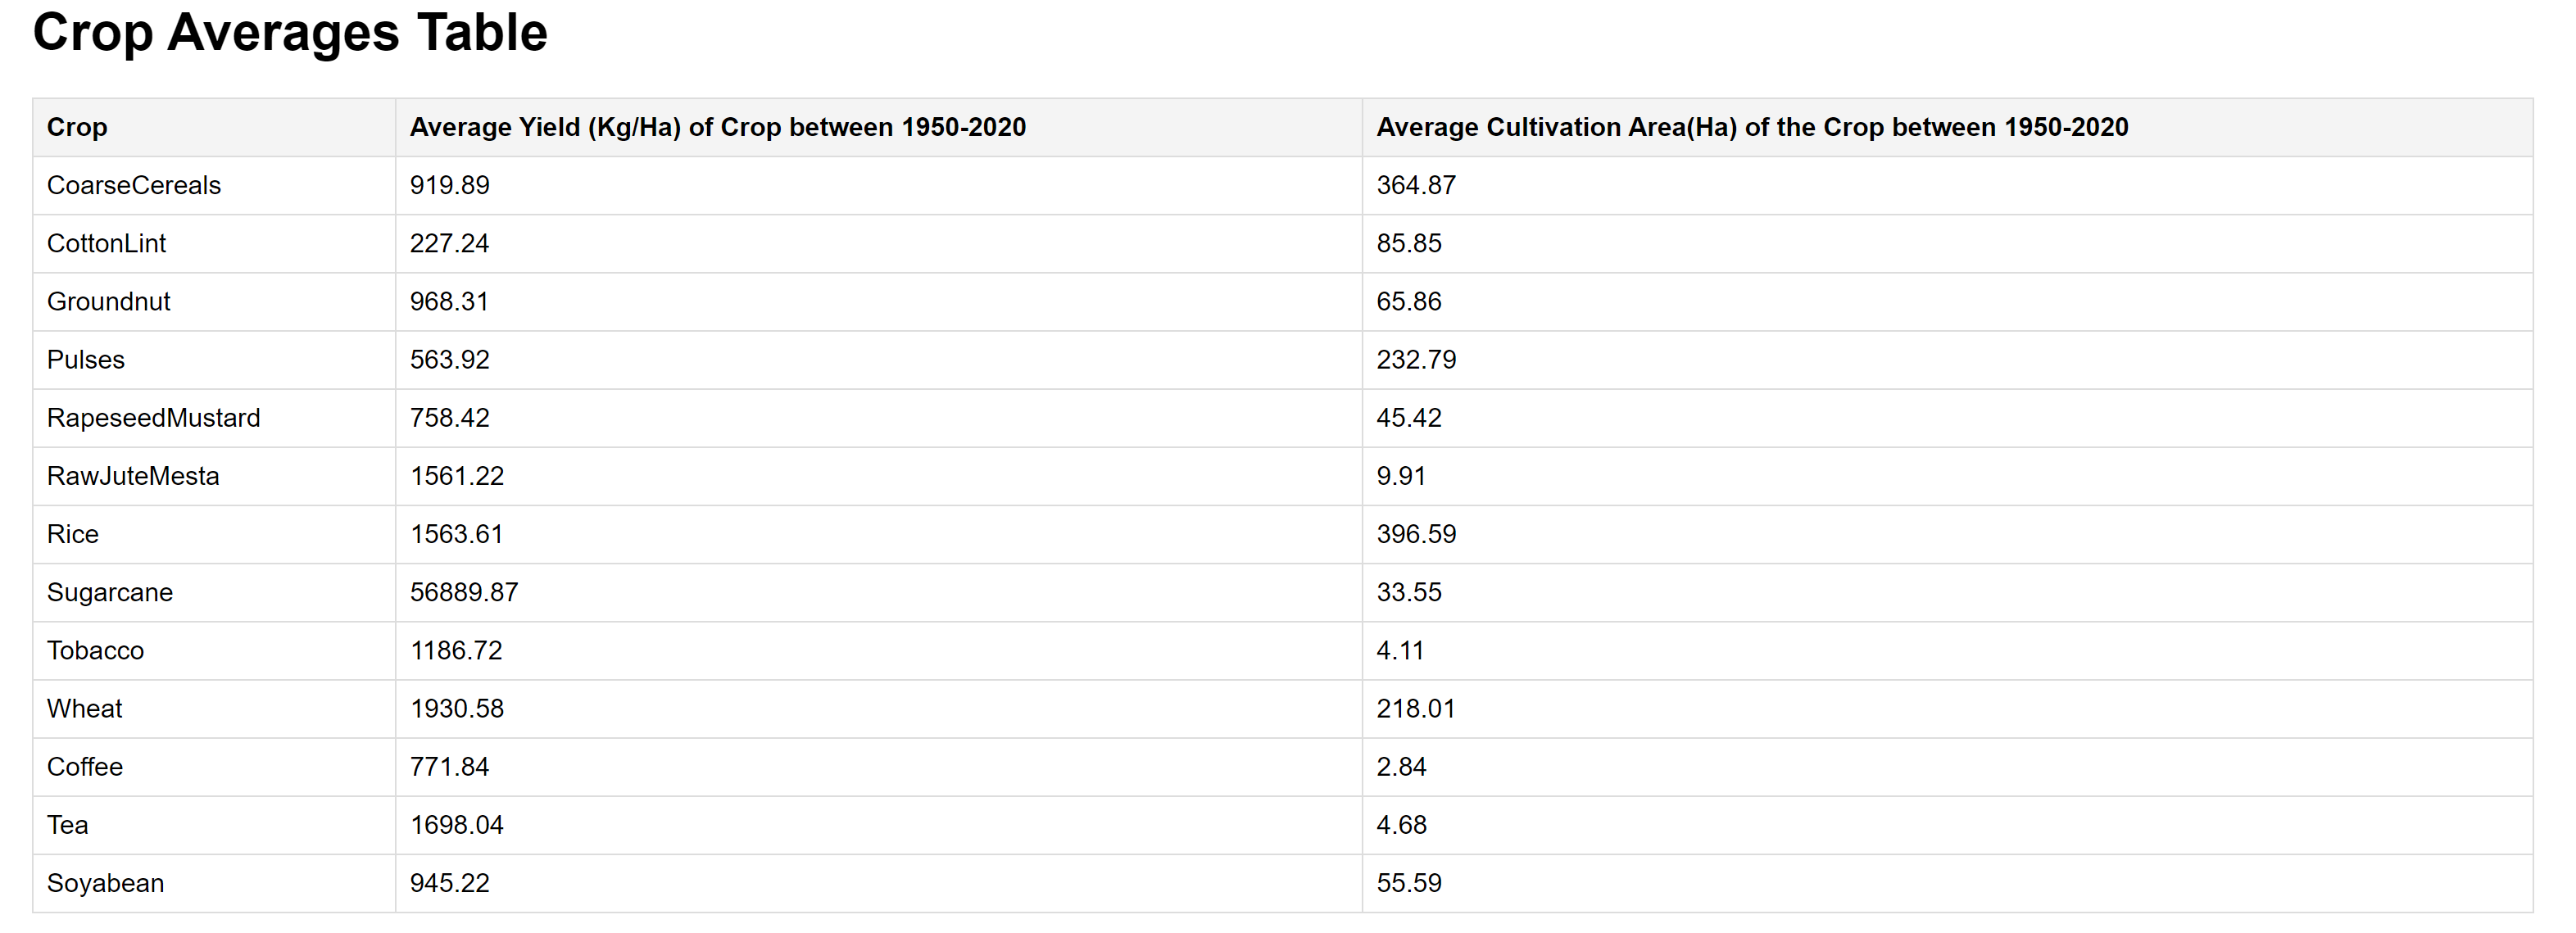 Crop Averages Table
Crop Average Yield (Kg/Ha) of Crop between 1950-2020 Average Cultivation Area(Ha) of the Crop between 1950-2020
CoarseCereals 919.89 364.87
CottonLint 227.24 85.85
Groundnut 968.31 65.86
Pulses 563.92 232.79
RapeseedMustard 758.42 45.42
RawJuteMesta 1561.22 9.91
Rice 1563.61 396.59
Sugarcane 56889.87 33.55
Tobacco 1186.72 4.11
Wheat 1930.58 218.01
Coffee 771.84 2.84
Tea 1698.04 4.68
Soyabean 945.22 55.59